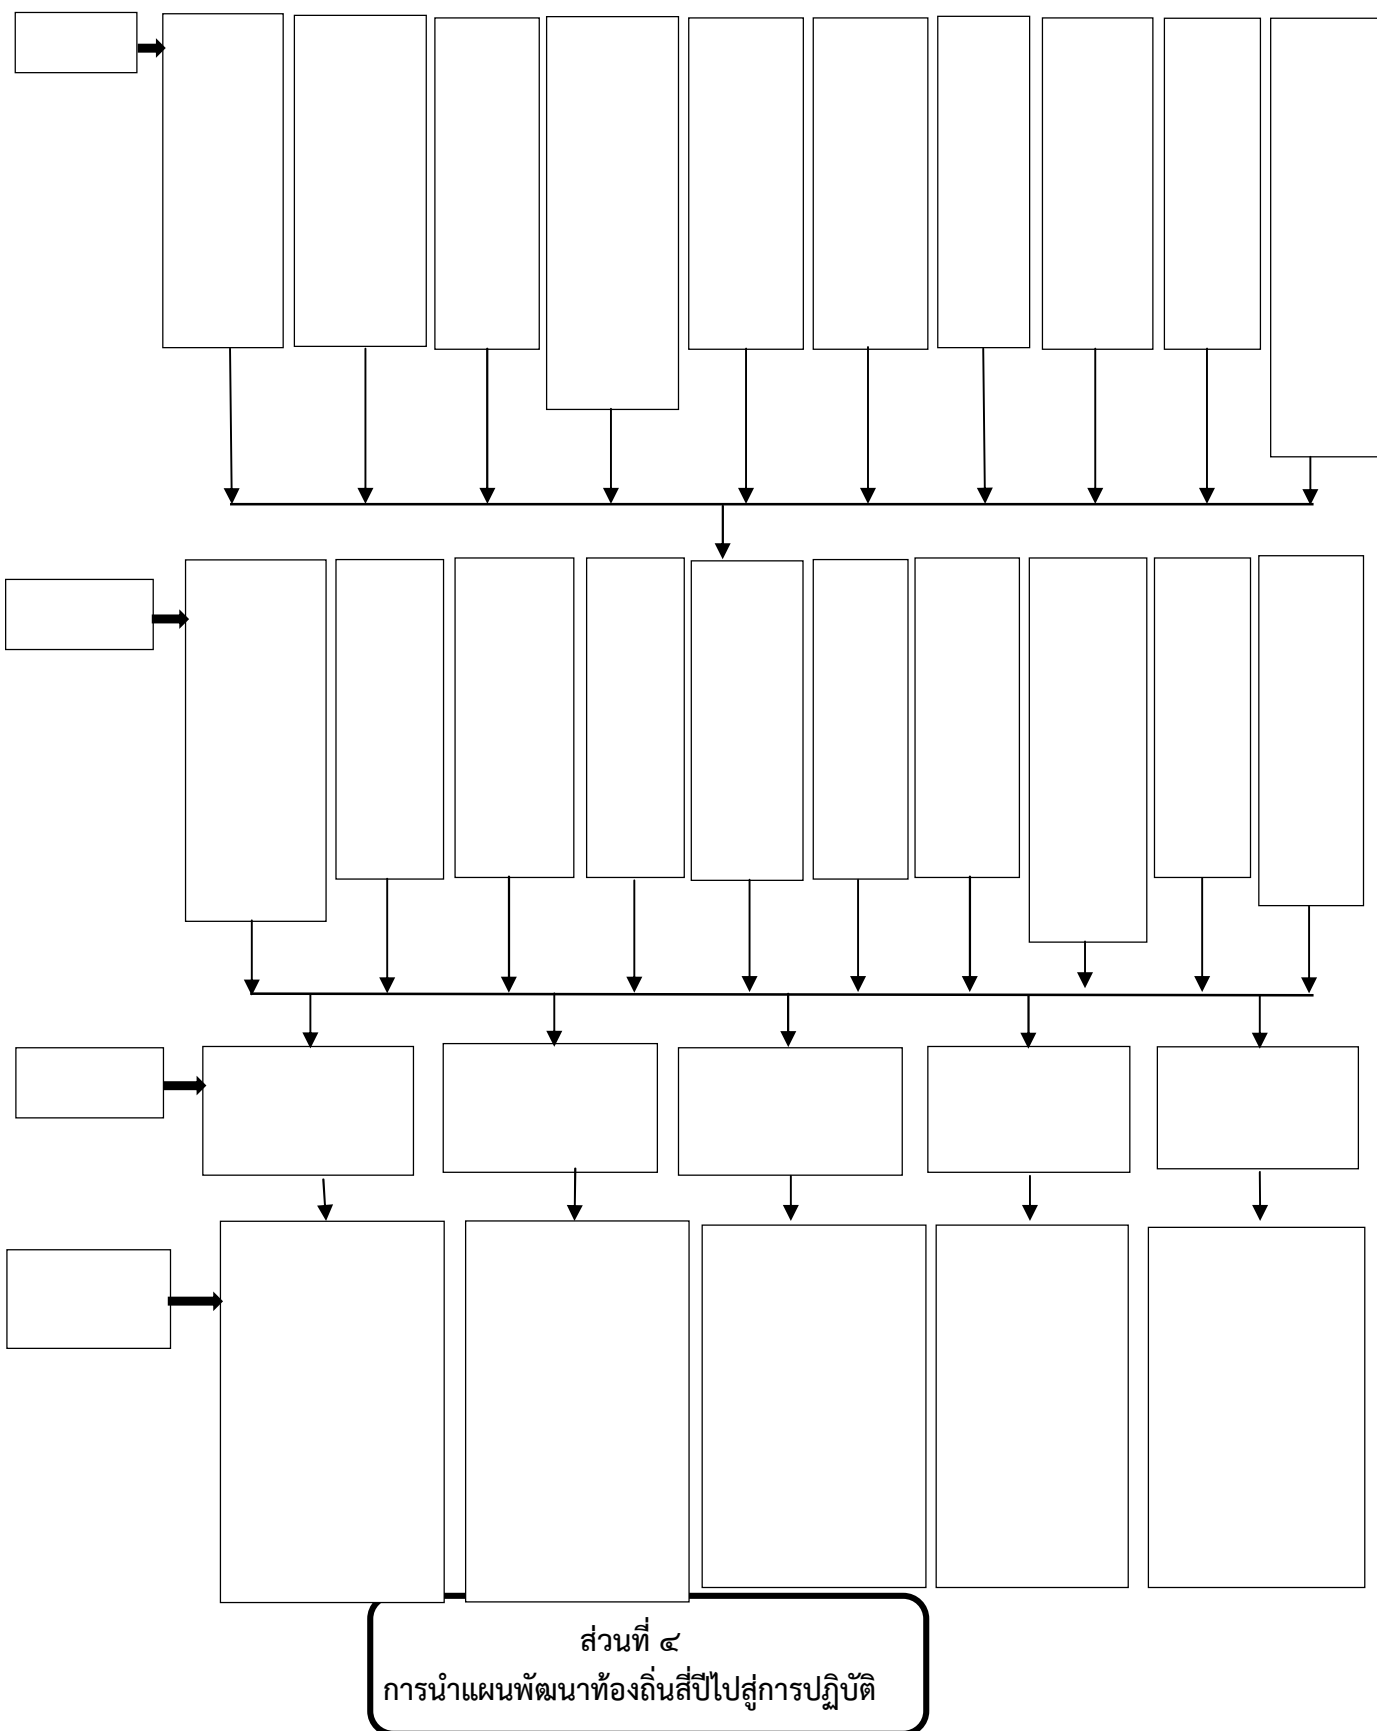 ส่วนที่ ๔
การนำแผนพัฒนาท้องถิ่นสี่ปีไปสู่การปฏิบัติ